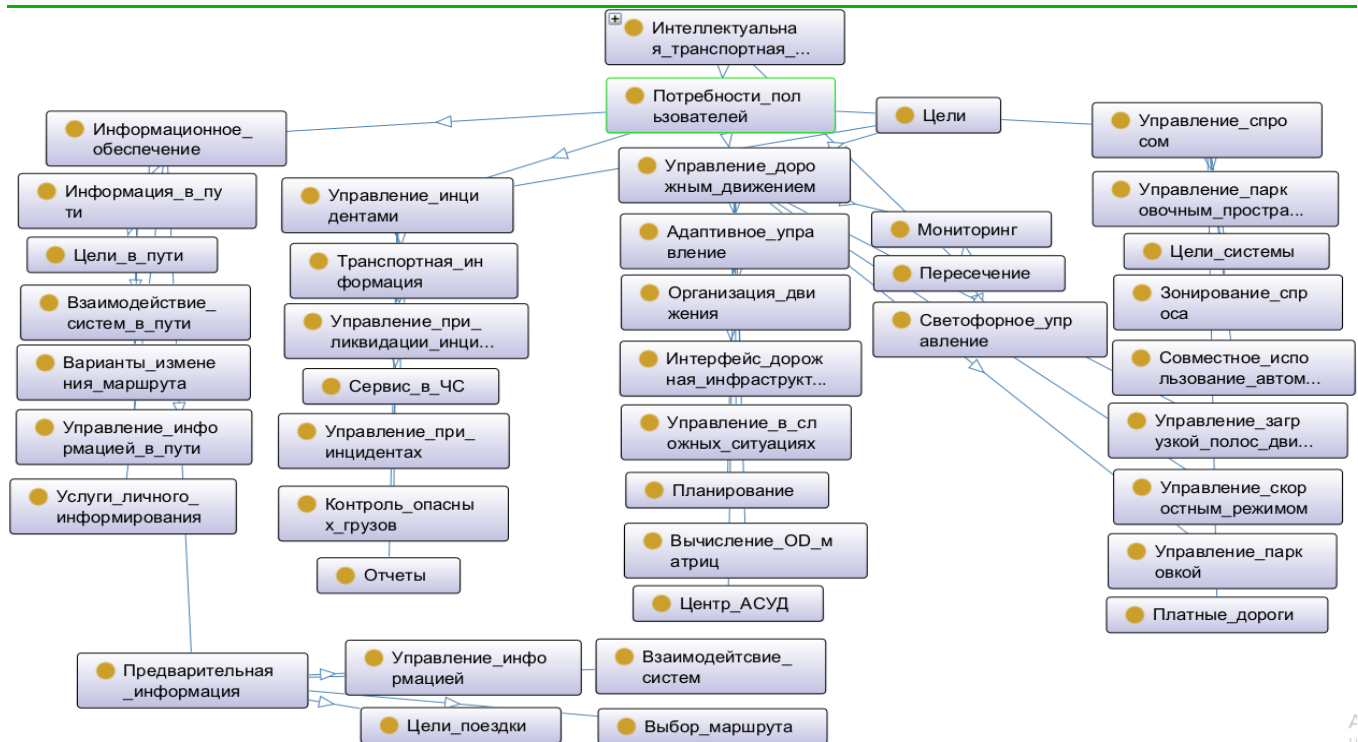 Интеллектуальна
я_транспортная_...
Потребности_пол
ьзователей
Цели
Информационное_
обеспечение
Информация_в_пу
ти
Цели_в_пути
Взаимодействие_
систем_в_пути
Варианты_измене
ния_маршрута
Управление_инфо
рмацией_в_пути
Услуги_личного_
информирования
Управление_инци
дентами
Транспортная_ин
формация
Управление_при_
ликвидации_инци...
Сервис_в_ЧС
Управление_при_
инцидентах
Контроль_опасны
х_грузов
Отчеты
Управление_доро
жным_движением
Адаптивное_упра
вление
Организация_дви
жения
Интерфейс_дорож
ная_инфраструкт...
Управление_в_сл
ожных_ситуациях
Планирование
Вычисление_OD_м
атриц
Центр_АСУД
Мониторинг
Пересечение
Светофорное_упр
авление
Управление_спро
сом
Управление_парк
овочным_простра...
Цели_системы
Зонирование_спр
оса
Совместное_испо
льзование_автом...
Управление_загр
узкой_полос_дви...
Управление_скор
остным_режимом
Управление_парк
овкой
Платные_дороги
Предварительная
_информация
Управление_инфо
рмацией
Взаимодейтсвие_
систем
Цели_поездки
Выбор_маршрута